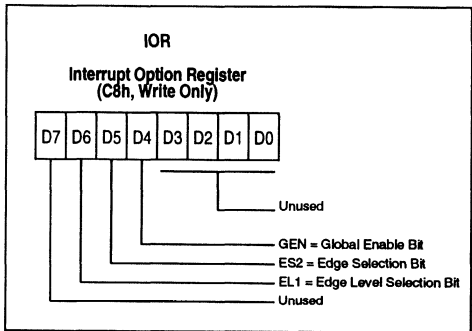 IOR
Interrupt Option Register
(C8h, Write Only)
D7 D6 D5 D4 D3 D2 D1 D0
Unused
GEN = Global Enable Bit
ES2 = Edge Selection Bit
EL1 = Edge Level Selection Bit
Unused